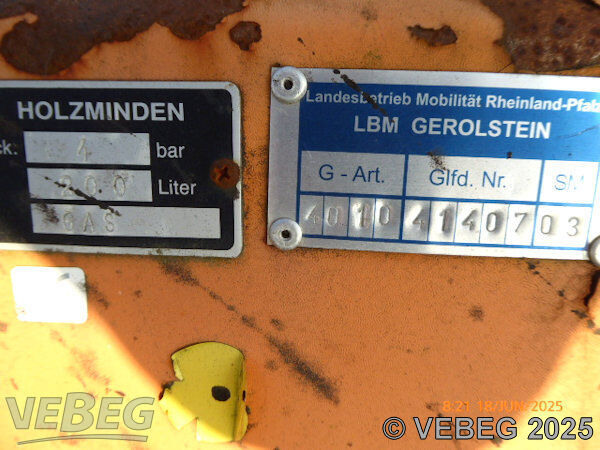 HOLZMINDEN
ck. 4 bar
200 Liter
GAS
Landesbetrieb Mobilität Rheinland-Pfalz
LBM GEROLSTEIN
G - Art. Glfd. Nr. SM
4010 41407 03
VEBEG
8:21 18/JUN/2025
© VEBEG 2025